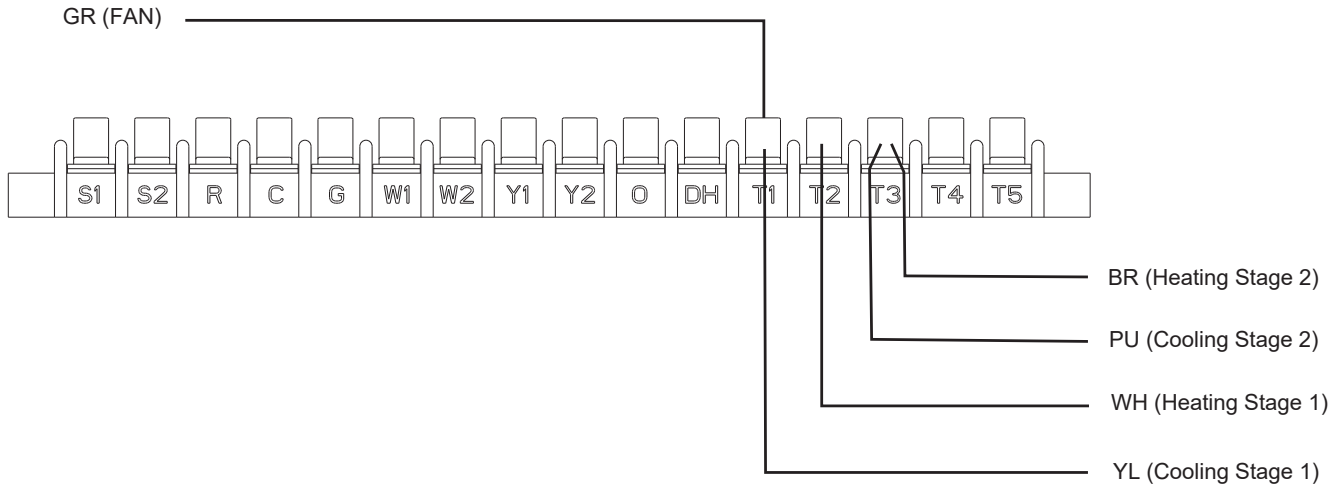 GR (FAN)
S1 S2 R C G W1 W2 Y1 Y2 O DH T1 T2 T3 T4 T5
BR (Heating Stage 2)
PU (Cooling Stage 2)
WH (Heating Stage 1)
YL (Cooling Stage 1)